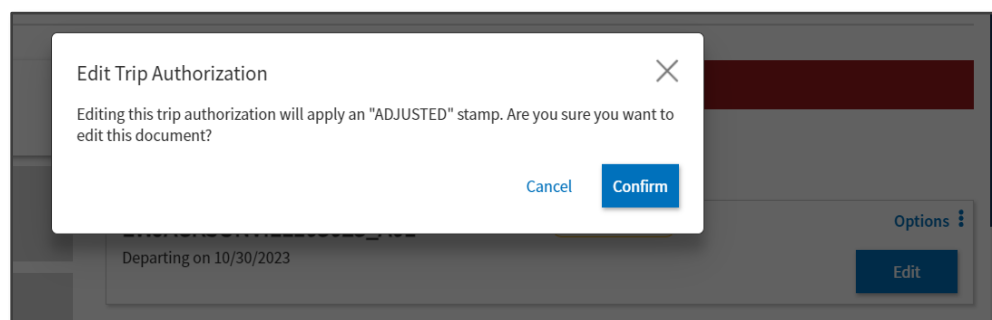 Edit Trip Authorization
Editing this trip authorization will apply an "ADJUSTED" stamp. Are you sure you want to
edit this document?
Cancel
Confirm
Options
Departing on 10/30/2023
Edit